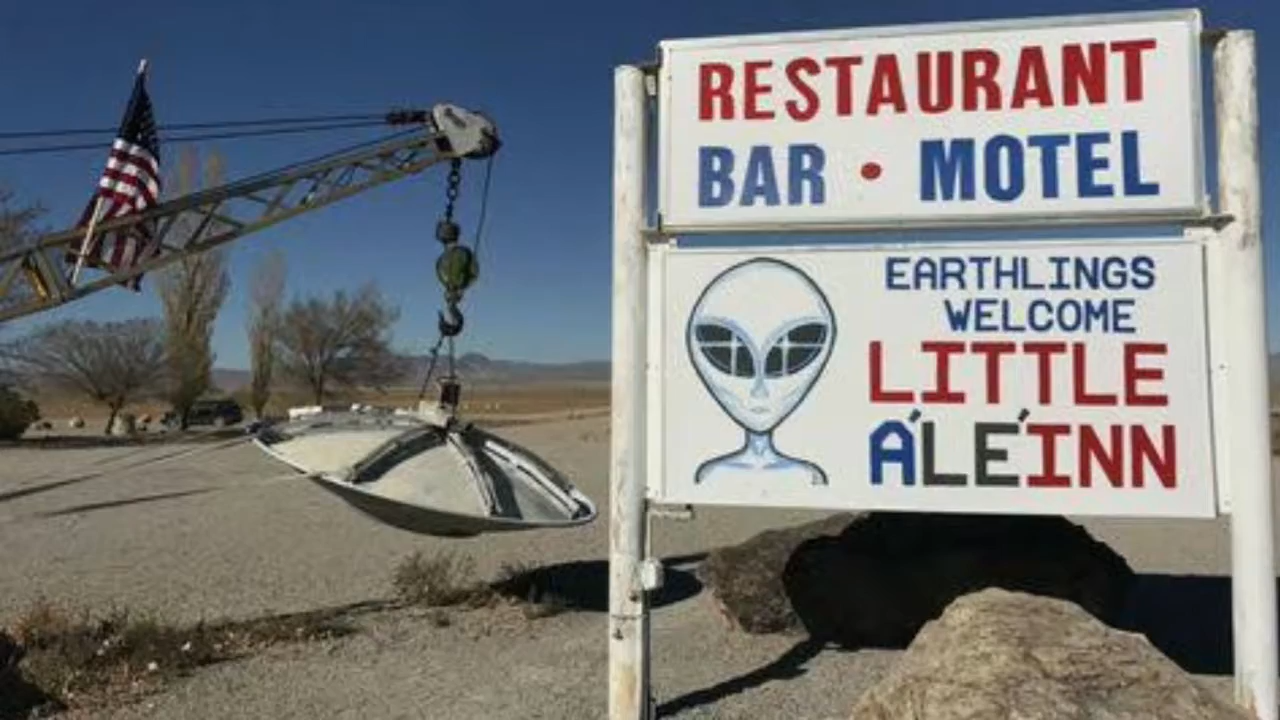 RESTAURANT
BAR • MOTEL
EARTHLINGS
WELCOME
LITTLE
A'LE'INN